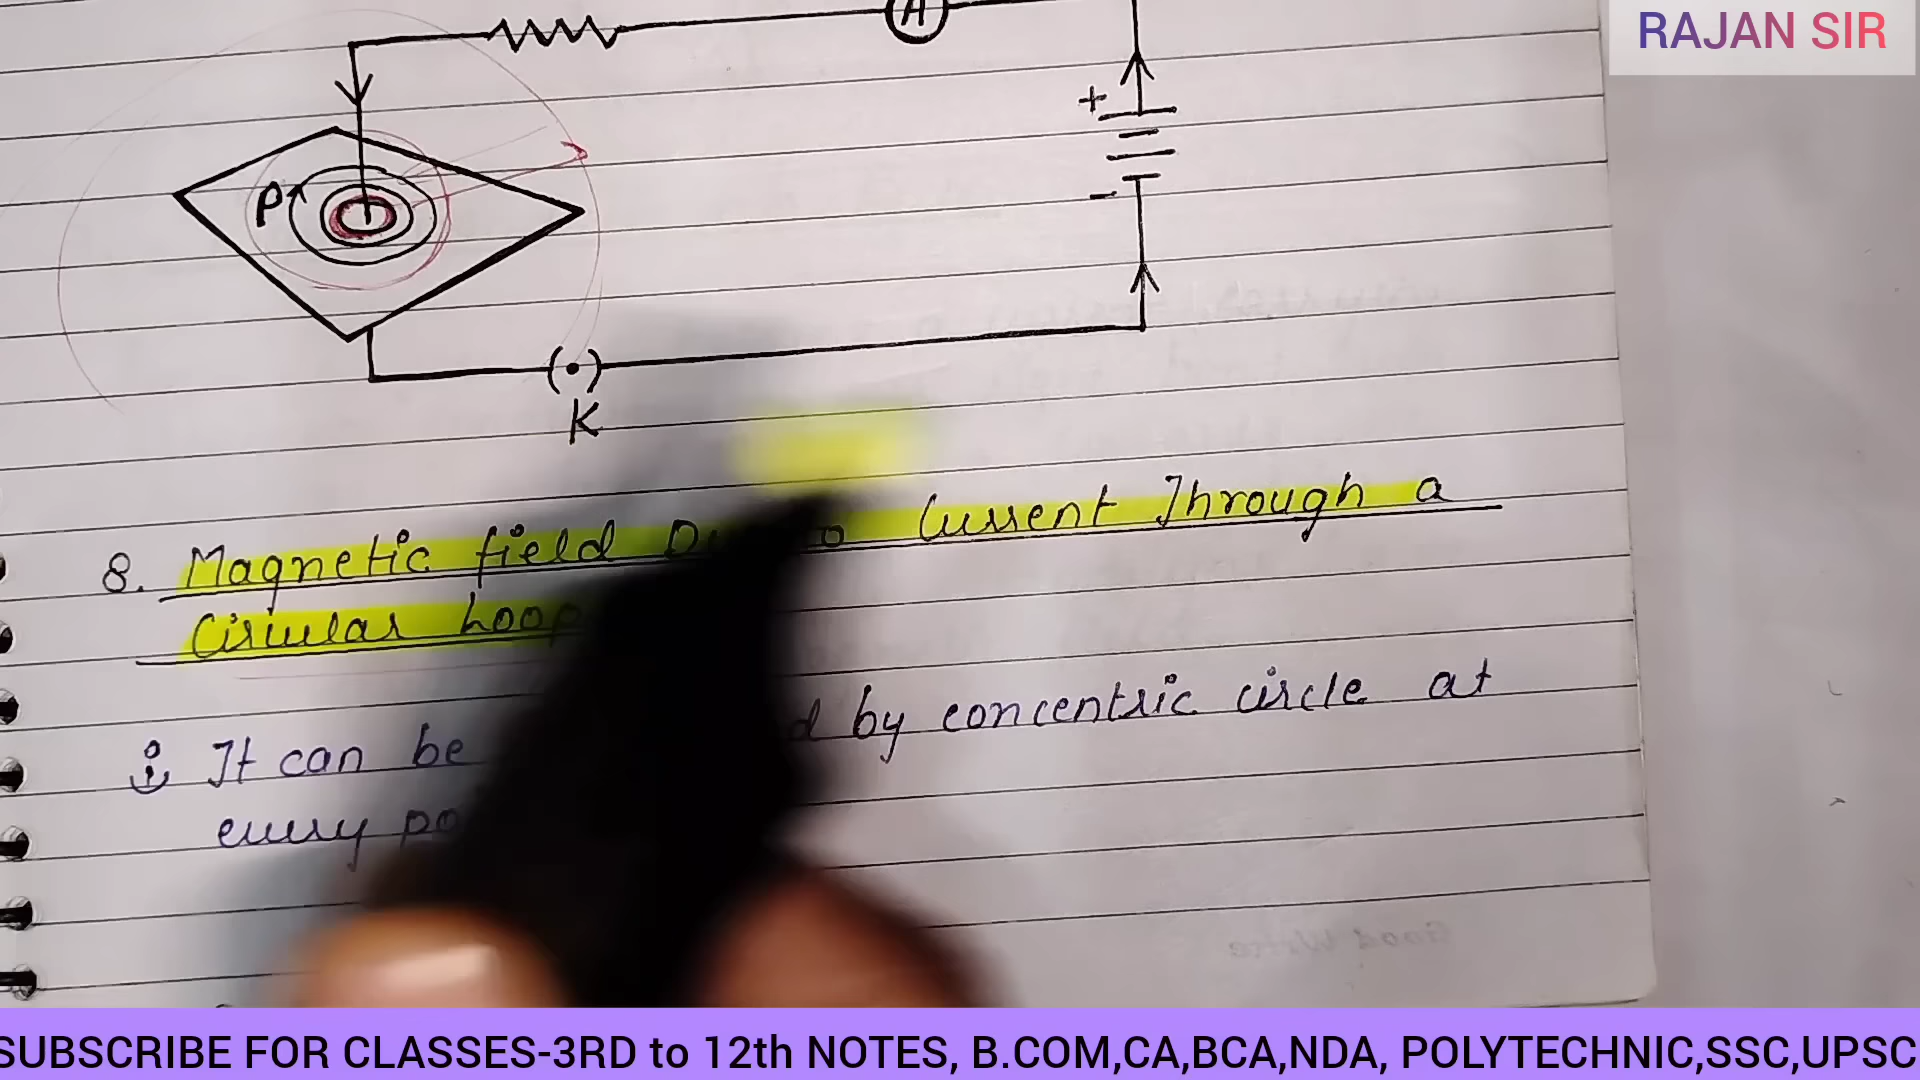 A
RAJAN SIR
+
P
-
K
8. Magnetic field to Current Through a
Circular Loop
i, It can be by concentric circle at
every
SUBSCRIBE FOR CLASSES-3RD to 12th NOTES, B.COM,CA,BCA,NDA, POLYTECHNIC,SSC,UPSC